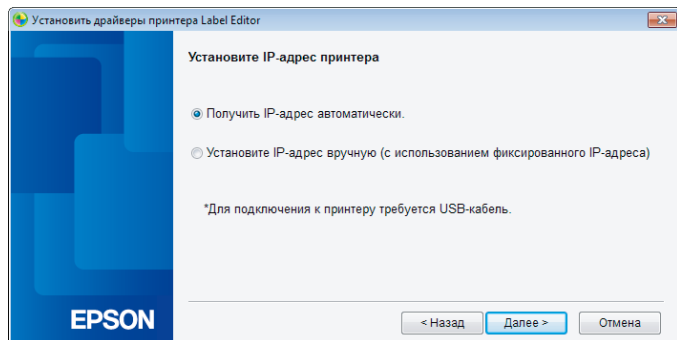 Установить драйверы принтера Label Editor
Установите IP-адрес принтера
Получить IP-адрес автоматически.
Установите IP-адрес вручную (с использованием фиксированного IP-адреса)
*Для подключения к принтеру требуется USB-кабель.
EPSON
< Назад
Далее >
Отмена